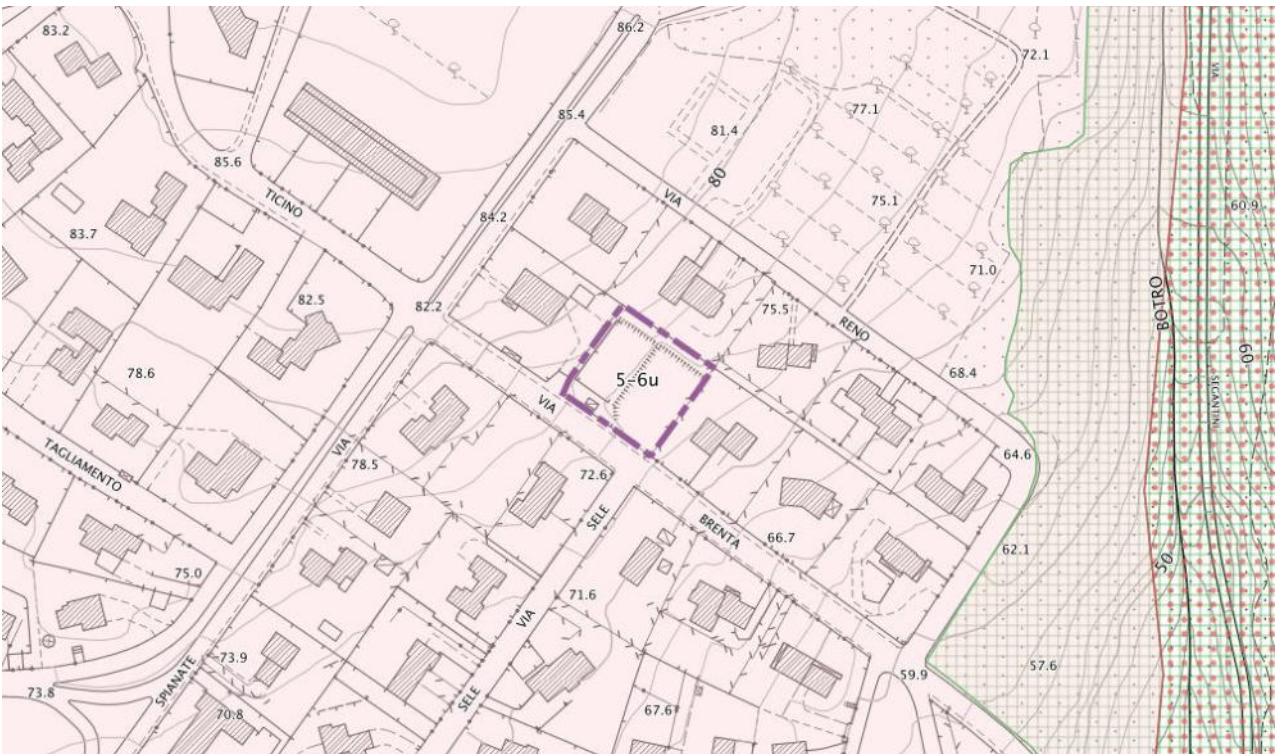 83.2
86.2
72.1
85.4
77.1
81.4
80
85.6
TICINO
VIA
75.1
60.9
84.2
83.7
71.0
BOTRO
82.5
82.2
75.5
RENO
60
78.6
5-6u
68.4
SEGANTINI
VIA
VIA
VIA
TAGLIAMENTO
78.5
72.6
64.6
SELE
BRENTA
66.7
62.1
50
75.0
71.6
VIA
73.9
57.6
59.9
73.8
SPIANATE
70.8
SELE
67.6